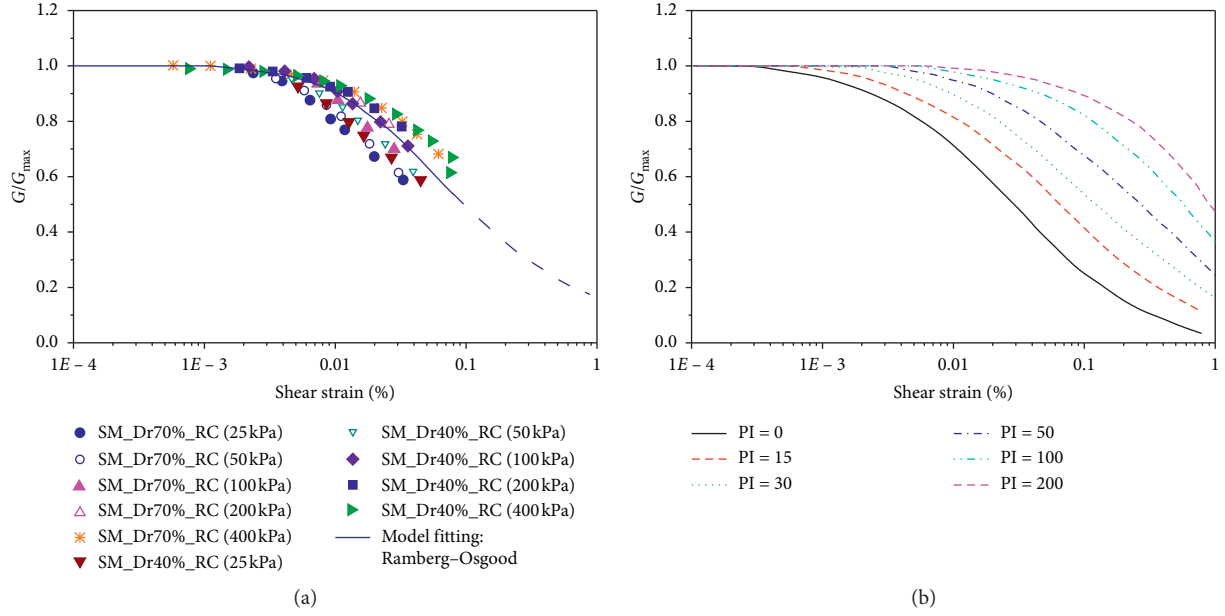 G/Gmax
1.2
1.0
0.8
0.6
0.4
0.2
0.0
1E – 4
1E – 3
0.01
0.1
1
Shear strain (%)
SM_Dr70%_RC (25 kPa)
SM_Dr70%_RC (50 kPa)
SM_Dr70%_RC (100 kPa)
SM_Dr70%_RC (200 kPa)
SM_Dr70%_RC (400 kPa)
SM_Dr40%_RC (25 kPa)
SM_Dr40%_RC (50 kPa)
SM_Dr40%_RC (100 kPa)
SM_Dr40%_RC (200 kPa)
SM_Dr40%_RC (400 kPa)
Model fitting:
Ramberg–Osgood
(a)
G/Gmax
1.2
1.0
0.8
0.6
0.4
0.2
0.0
1E – 4
1E – 3
0.01
0.1
1
Shear strain (%)
PI = 0
PI = 15
PI = 30
PI = 50
PI = 100
PI = 200
(b)